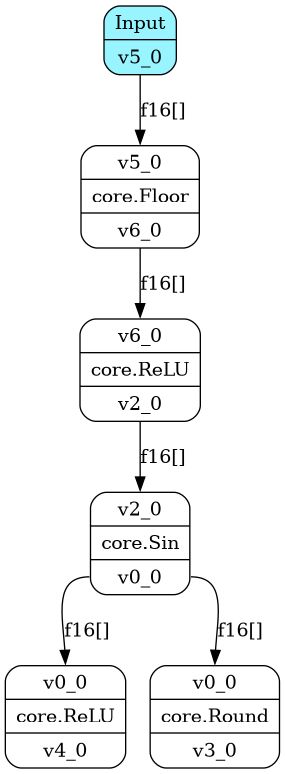 Input
v5_0
f16[]
v5_0
core.Floor
v6_0
f16[]
v6_0
core.ReLU
v2_0
f16[]
v2_0
core.Sin
v0_0
f16[]
f16[]
v0_0
core.ReLU
v4_0
v0_0
core.Round
v3_0